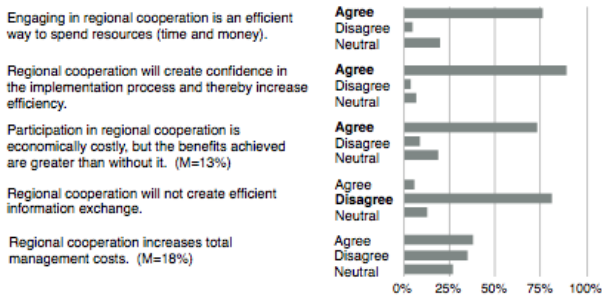 Engaging in regional cooperation is an efficient
way to spend resources (time and money).
Agree
Disagree
Neutral
Regional cooperation will create confidence in
the implementation process and thereby increase
efficiency.
Agree
Disagree
Neutral
Participation in regional cooperation is
economically costly, but the benefits achieved
are greater than without it. (M=13%)
Agree
Disagree
Neutral
Regional cooperation will not create efficient
information exchange.
Agree
Disagree
Neutral
Regional cooperation increases total
management costs. (M=18%)
Agree
Disagree
Neutral
0% 25% 50% 75% 100%